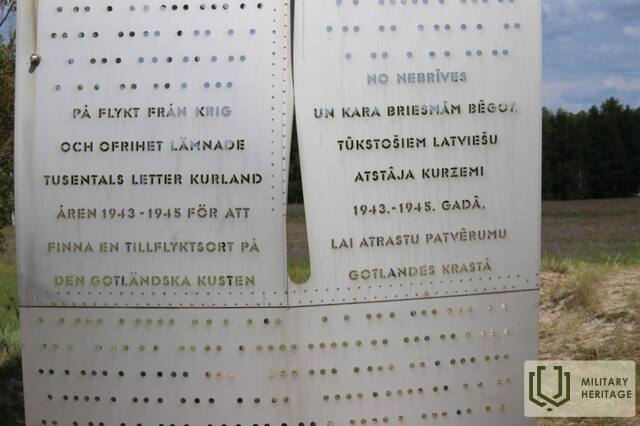 PÅ FLYKT FRÅN KRIG
OCH OFRIHET LÄMNADE
TUSENTALS LETTER KURLAND
ÅREN 1943-1945 FÖR ATT
FINNA EN TILLFLYKTSORT PÅ
DEN GOTLÄNDSKA KUSTEN
NO NEBRĪVES
UN KARA BRIESMĀM BĒGOT,
TŪKSTOŠIEM LATVIEŠU
ATSTĀJA KURZEMI
1943.-1945. GADĀ,
LAI ATRASTU PATVĒRUMU
GOTLANDES KRASTĀ
MILITARY
HERITAGE